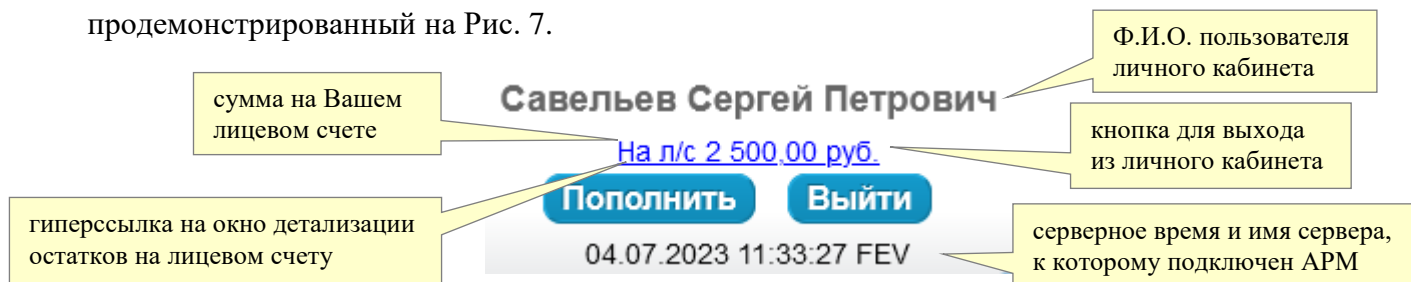 продемонстрированный на Рис. 7.
Ф.И.О. пользователя
личного кабинета
сумма на Вашем
лицевом счете
Савельев Сергей Петрович
На л/с 2 500,00 руб.
кнопка для выхода
из личного кабинета
Пополнить Выйти
гиперссылка на окно детализации
остатков на лицевом счету
04.07.2023 11:33:27 FEV
серверное время и имя сервера,
к которому подключен АРМ